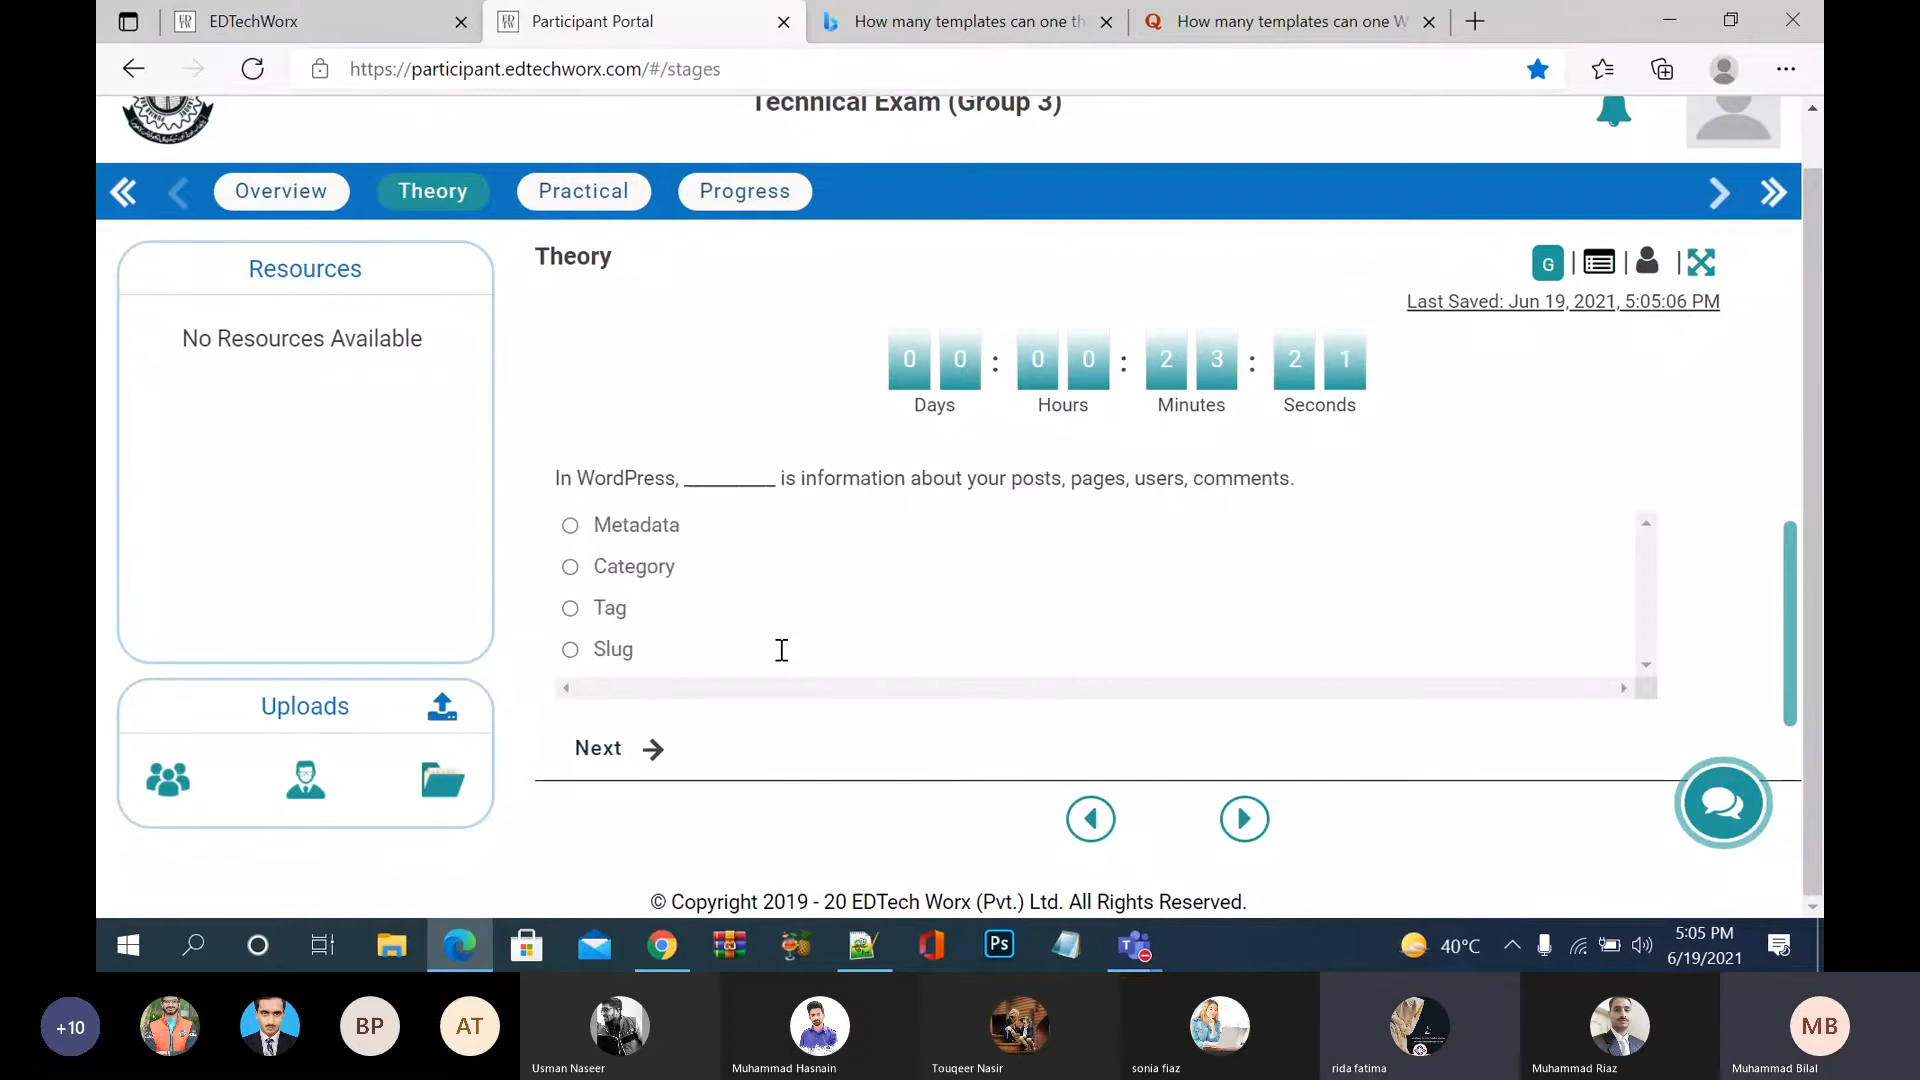 EDTechWorx
Participant Portal
How many templates can one th
How many templates can one W
https://participant.edtechworx.com/#/stages
Technical Exam (Group 3)
Overview
Theory
Practical
Progress
Resources
No Resources Available
Uploads
Theory
G
Last Saved: Jun 19, 2021, 5:05:06 PM
0 0 : 0 0 : 2 3 : 2 1
Days Hours Minutes Seconds
In WordPress, __________ is information about your posts, pages, users, comments.
Metadata
Category
Tag
Slug
Next
© Copyright 2019 - 20 EDTech Worx (Pvt.) Ltd. All Rights Reserved.
Ps
40°C
5:05 PM
6/19/2021
+10
BP
AT
MB
Usman Naseer
Muhammad Hasnain
Touqeer Nasir
sonia fiaz
rida fatima
Muhammad Riaz
Muhammad Bilal